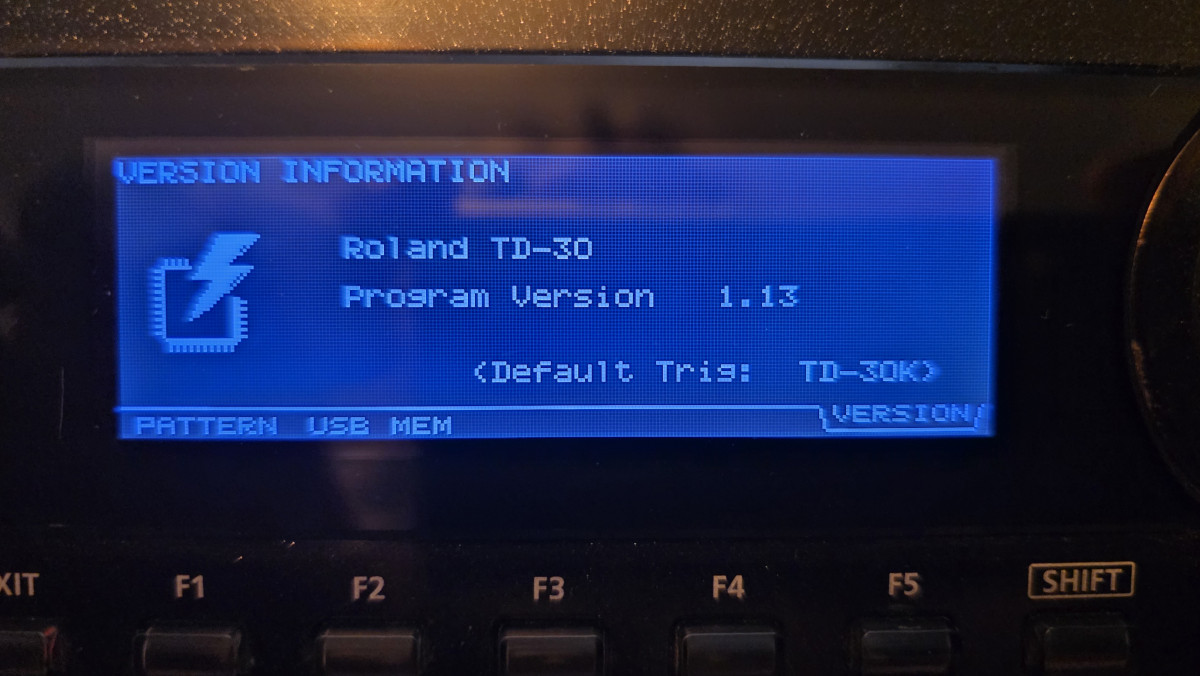 VERSION INFORMATION
Roland TD-30
Program Version 1.13
(Default Trig: TD-30K)
PATTERN USB MEM VERSION
XIT F1 F2 F3 F4 F5 SHIFT